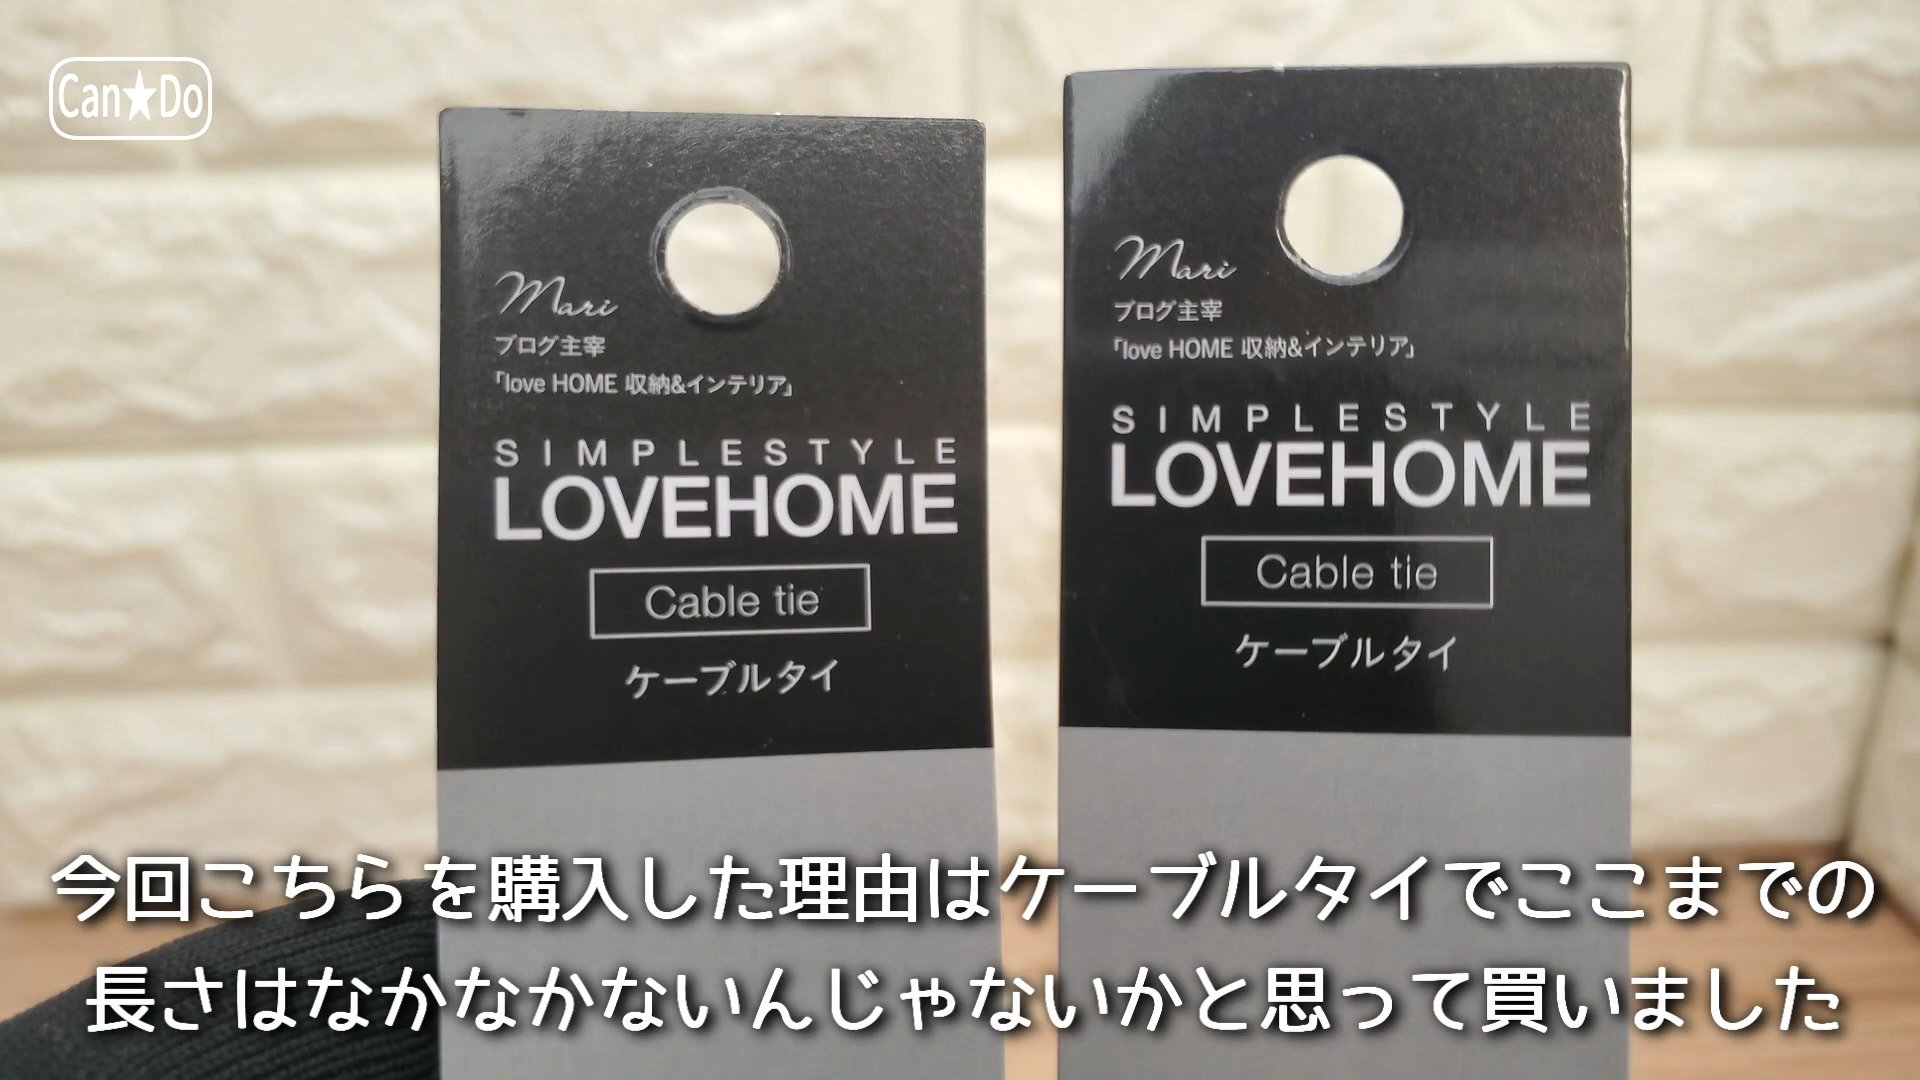 Can★Do
Mari
ブログ主宰
「love HOME 収納&インテリア」
SIMPLESTYLE
LOVEHOME
Cable tie
ケーブルタイ
Mari
ブログ主宰
「love HOME 収納&インテリア」
SIMPLESTYLE
LOVEHOME
Cable tie
ケーブルタイ
今回こちらを購入した理由はケーブルタイでここまでの
長さはなかなかないんじゃないかと思って買いました